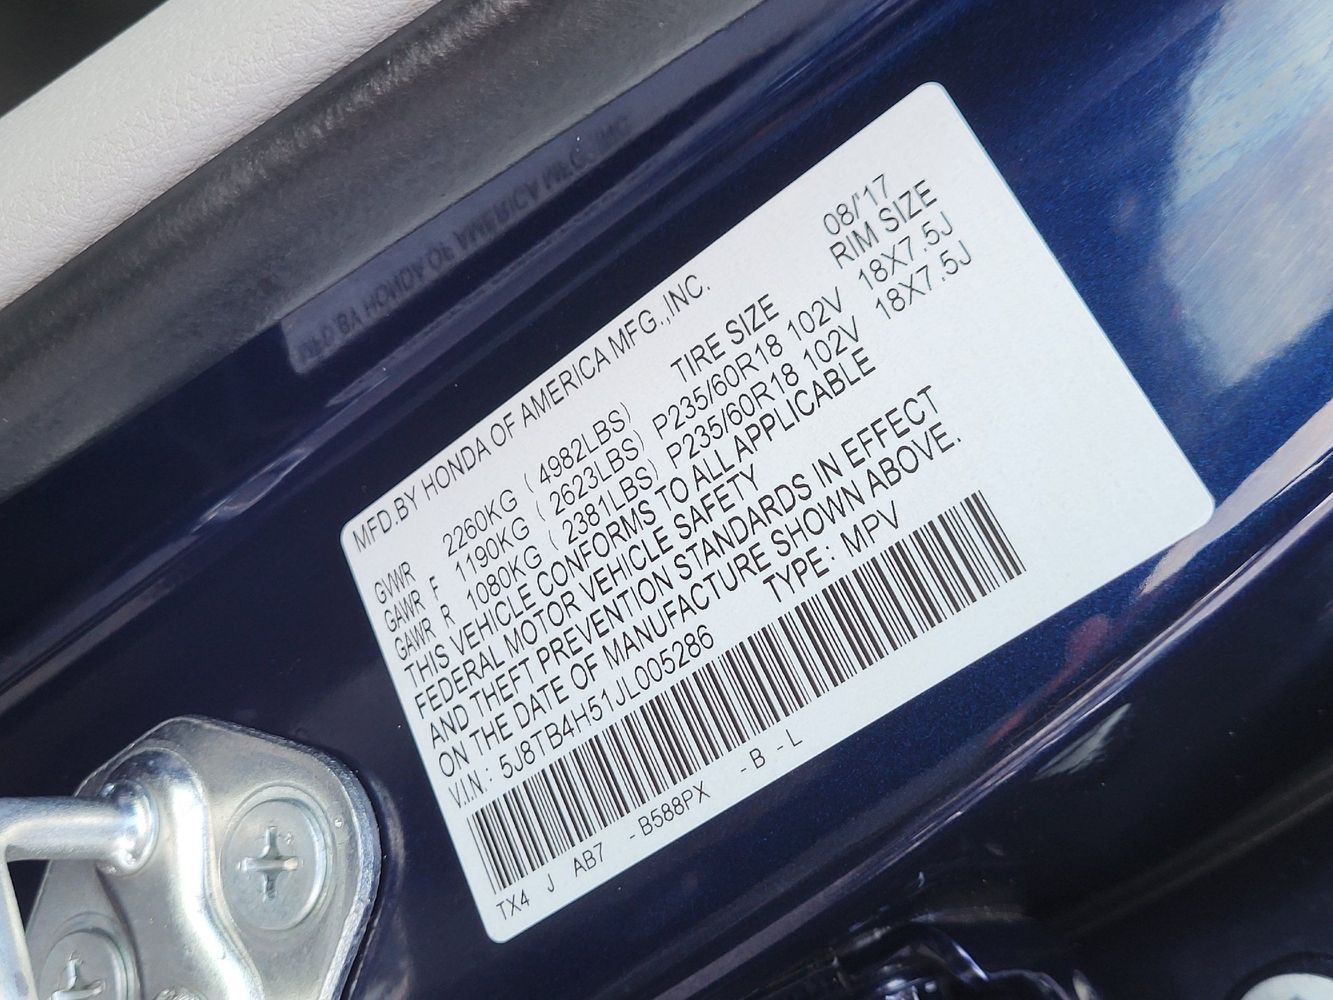 MFD.BY HONDA OF AMERICA MFG.,INC. 08/'17
TIRE SIZE RIM SIZE
GVWR 2260KG ( 4982LBS)
GAWR F 1190KG ( 2623LBS) P235/60R18 102V 18X7.5J
GAWR R 1080KG ( 2381LBS) P235/60R18 102V 18X7.5J
THIS VEHICLE CONFORMS TO ALL APPLICABLE
FEDERAL MOTOR VEHICLE SAFETY
AND THEFT PREVENTION STANDARDS IN EFFECT
ON THE DATE OF MANUFACTURE SHOWN ABOVE.
V.I.N.: 5J8TB4H51JL005286 TYPE: MPV
TX4 J AB7 -B588PX -B -L